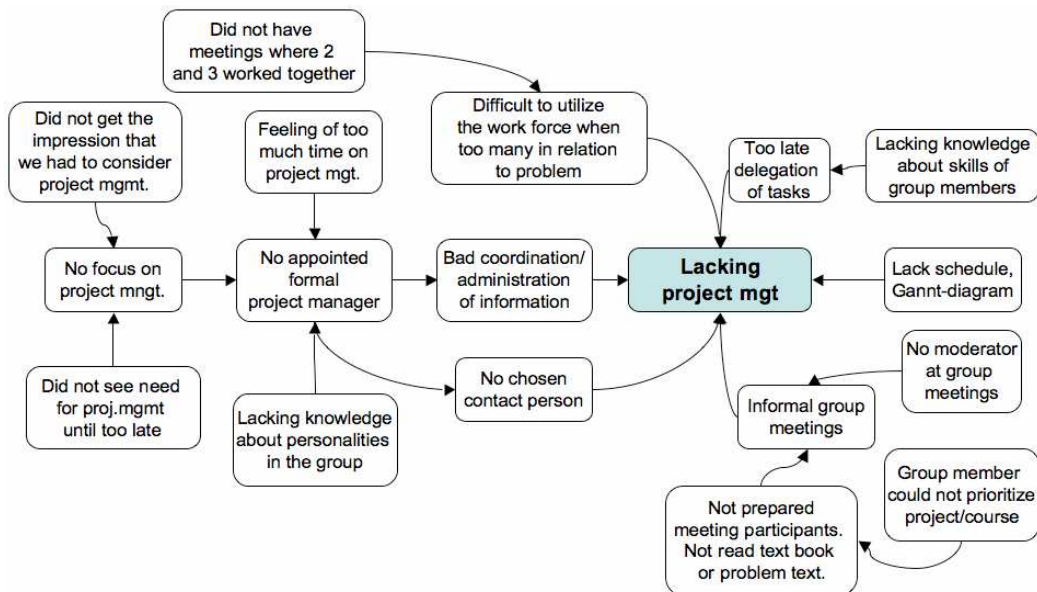 Did not have
meetings where 2
and 3 worked together
Did not get the
impression that
we had to consider
project mgmt.
Feeling of too
much time on
project mgt.
Difficult to utilize
the work force when
too many in relation
to problem
Too late
delegation
of tasks
Lacking knowledge
about skills of
group members
No focus on
project mngt.
No appointed
formal
project manager
Bad coordination/
administration
of information
Lacking
project mgt
Lack schedule,
Gannt-diagram
Did not see need
for proj.mgmt
until too late
Lacking knowledge
about personalities
in the group
No chosen
contact person
No moderator
at group
meetings
Informal group
meetings
Not prepared
meeting participants.
Not read text book
or problem text.
Group member
could not prioritize
project/course